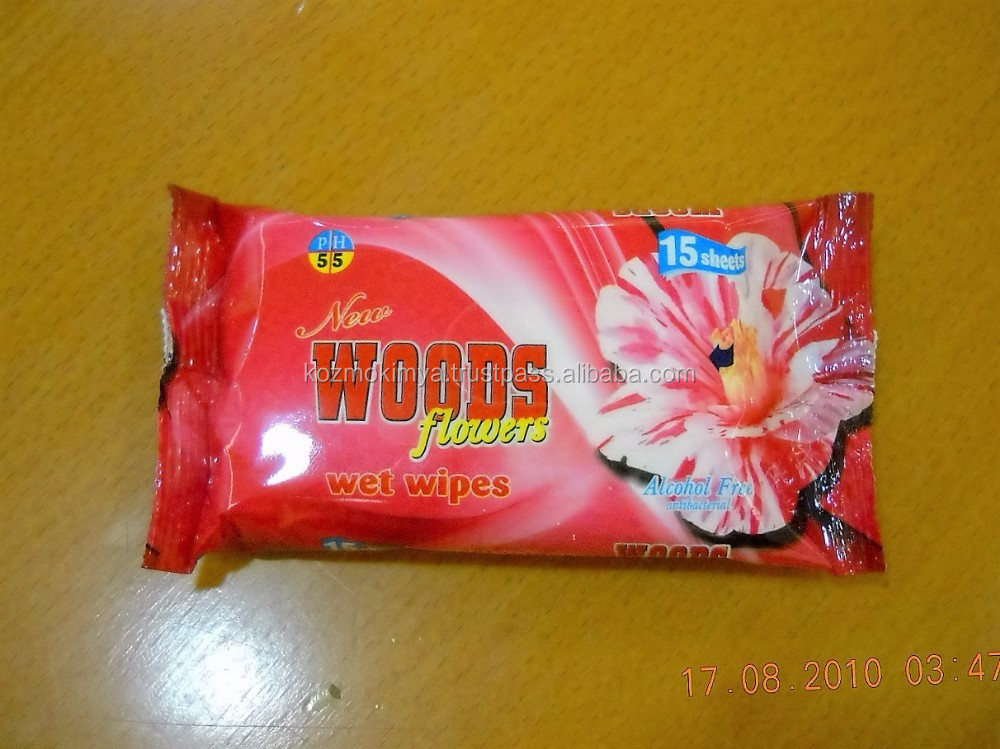 15 sheets
pH
55
New
WOODS
flowers
kozmokimya.trustpass.alibaba.com
wet wipes
Alcohol Free
antibacterial
WOODS
17.08.2010 03:47